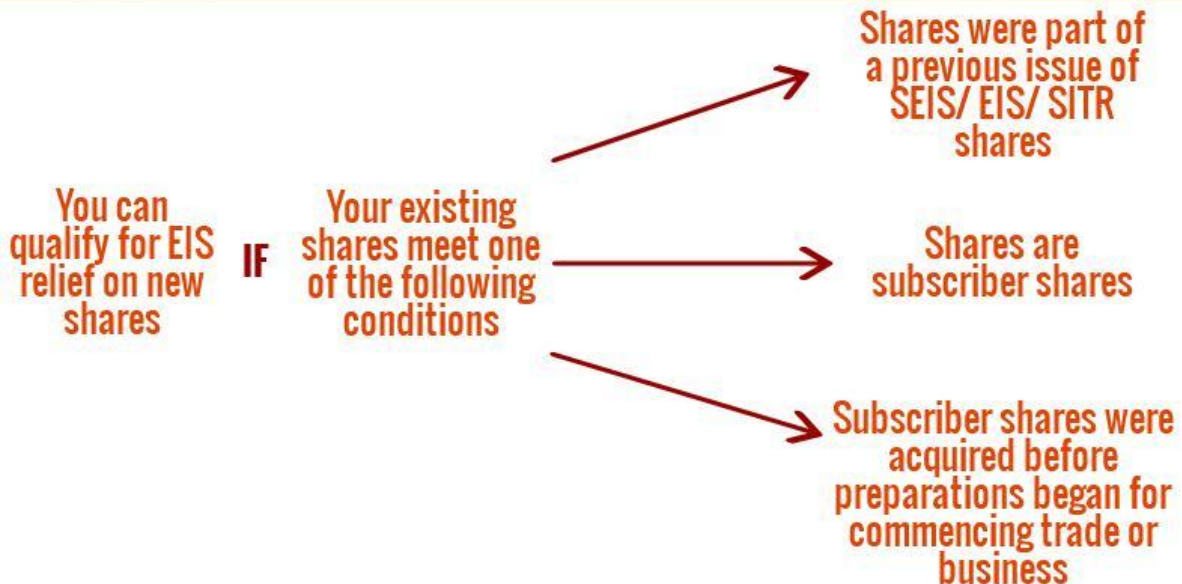 You can
qualify for EIS
relief on new
shares
IF
Your existing
shares meet one
of the following
conditions
Shares were part of
a previous issue of
SEIS/ EIS/ SITR
shares
Shares are
subscriber shares
Subscriber shares were
acquired before
preparations began for
commencing trade or
business